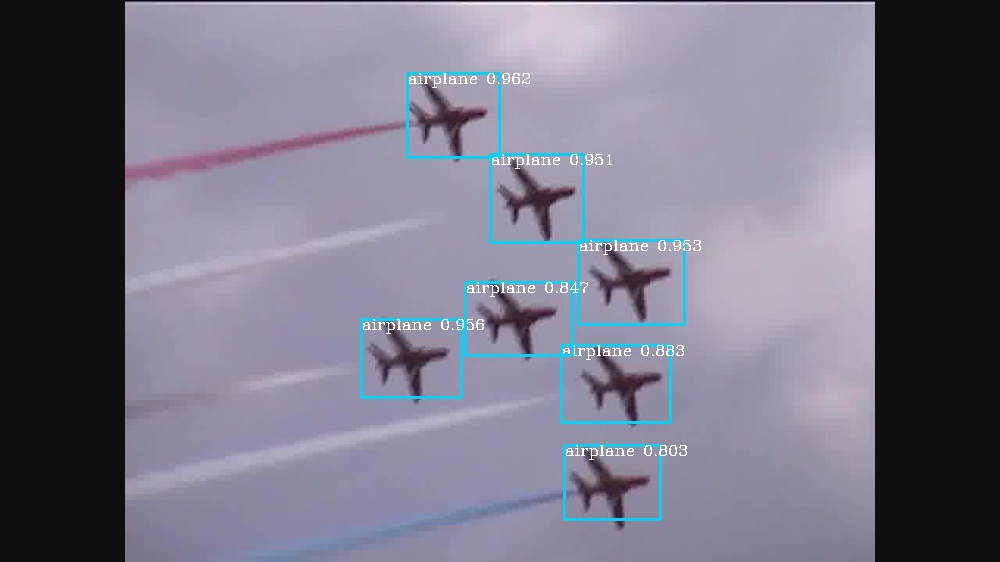 airplane 0.962
airplane 0.951
airplane 0.953
airplane 0.847
airplane 0.956
airplane 0.883
airplane 0.803